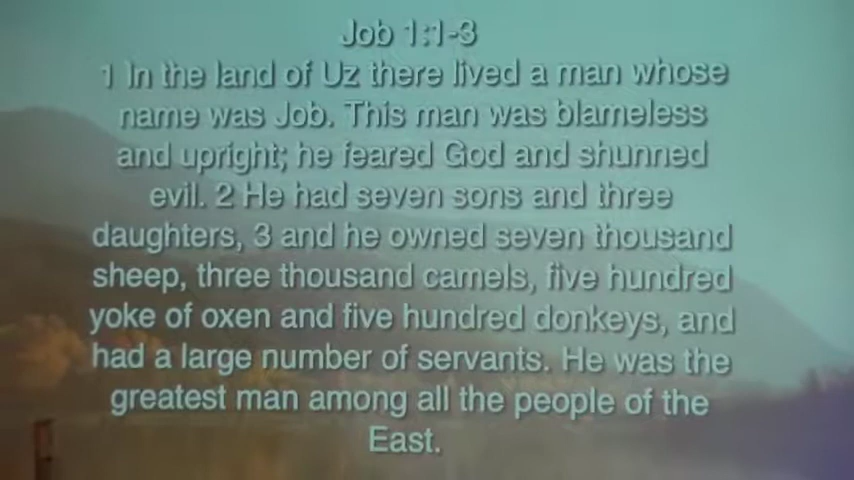 Job 1:1-3
1 In the land of Uz there lived a man whose
name was Job. This man was blameless
and upright; he feared God and shunned
evil. 2 He had seven sons and three
daughters, 3 and he owned seven thousand
sheep, three thousand camels, five hundred
yoke of oxen and five hundred donkeys, and
had a large number of servants. He was the
greatest man among all the people of the
East.